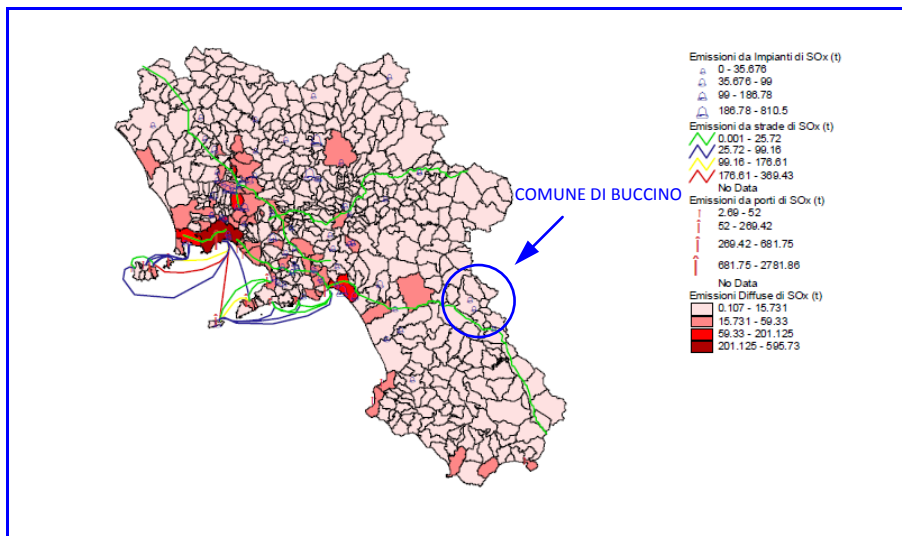 Emissioni da Impianti di SOx (t)
0 - 35.676
35.676 - 99
99 - 186.78
186.78 - 810.5
Emissioni da strade di SOx (t)
0.001 - 25.72
25.72 - 99.16
99.16 - 176.61
176.61 - 369.43
No Data
Emissioni da porti di SOx (t)
2.69 - 52
52 - 269.42
269.42 - 681.75
681.75 - 2781.86
No Data
Emissioni Diffuse di SOx (t)
0.107 - 15.731
15.731 - 59.33
59.33 - 201.125
201.125 - 595.73
COMUNE DI BUCCINO